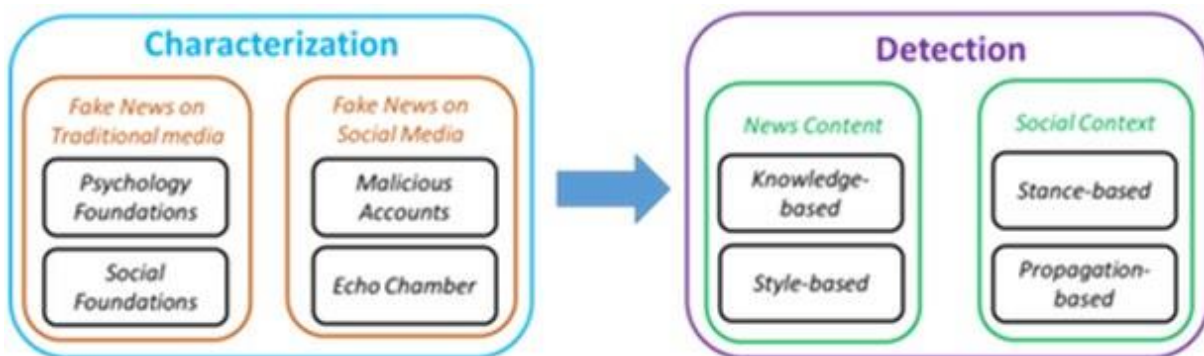 Characterization
Fake News on
Traditional media
Psychology
Foundations
Social
Foundations
Fake News on
Social Media
Malicious
Accounts
Echo Chamber
Detection
News Content
Knowledge-
based
Style-based
Social Context
Stance-based
Propagation-
based